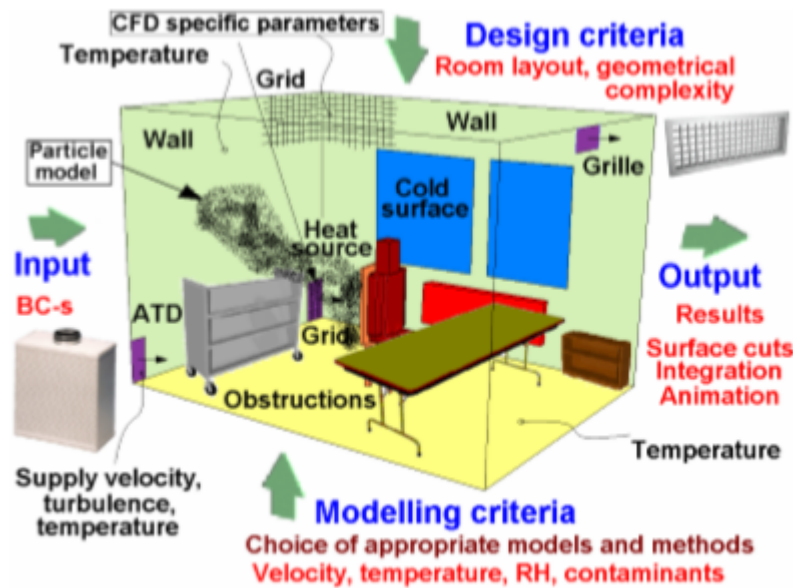 CFD specific parameters
Temperature
Grid
Design criteria
Room layout, geometrical
complexity
Wall
Wall
Particle
model
Grille
Cold
surface
Heat
source
Input
BC-s
Output
Results
Surface cuts
Integration
Animation
ATD
Grid
Obstructions
Temperature
Supply velocity,
turbulence,
temperature
Modelling criteria
Choice of appropriate models and methods
Velocity, temperature, RH, contaminants